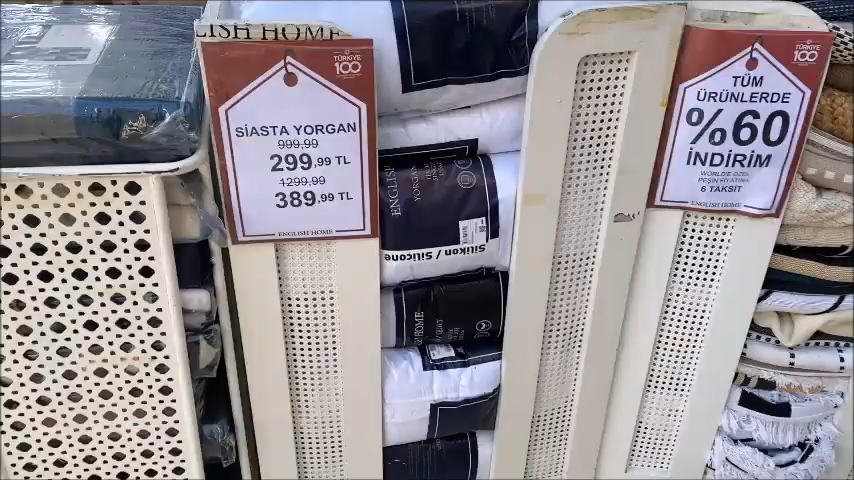 LISH HOME
TÜRKİYE
100
SİASTA YORGAN
999,99
299,99 TL
1299.99
389,99 TL
ENGLISH HOME
ENGLISH
YORGAN
Silikon / Silicone
HOME
TÜRKİYE
100
TÜM
ÜRÜNLERDE
%60
İNDİRİM
WORLD'E ÖZEL
PEŞİN FİYATINA
6 TAKSİT
ENGLISH HOME